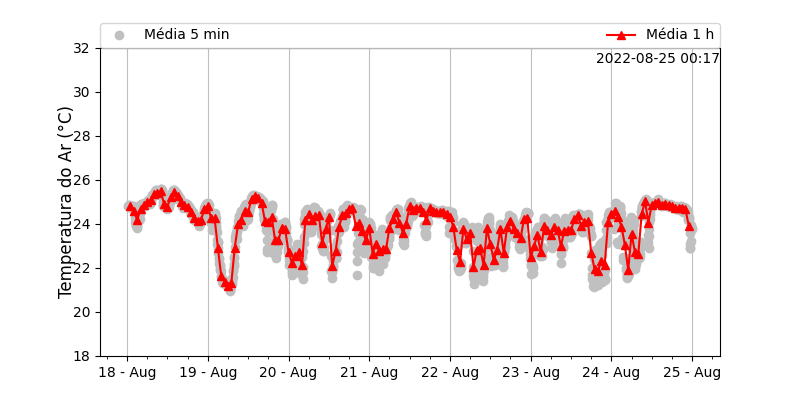 Média 5 min
Média 1 h
2022-08-25 00:17
Temperatura do Ar (°C)
32
30
28
26
24
22
20
18
18 - Aug
19 - Aug
20 - Aug
21 - Aug
22 - Aug
23 - Aug
24 - Aug
25 - Aug